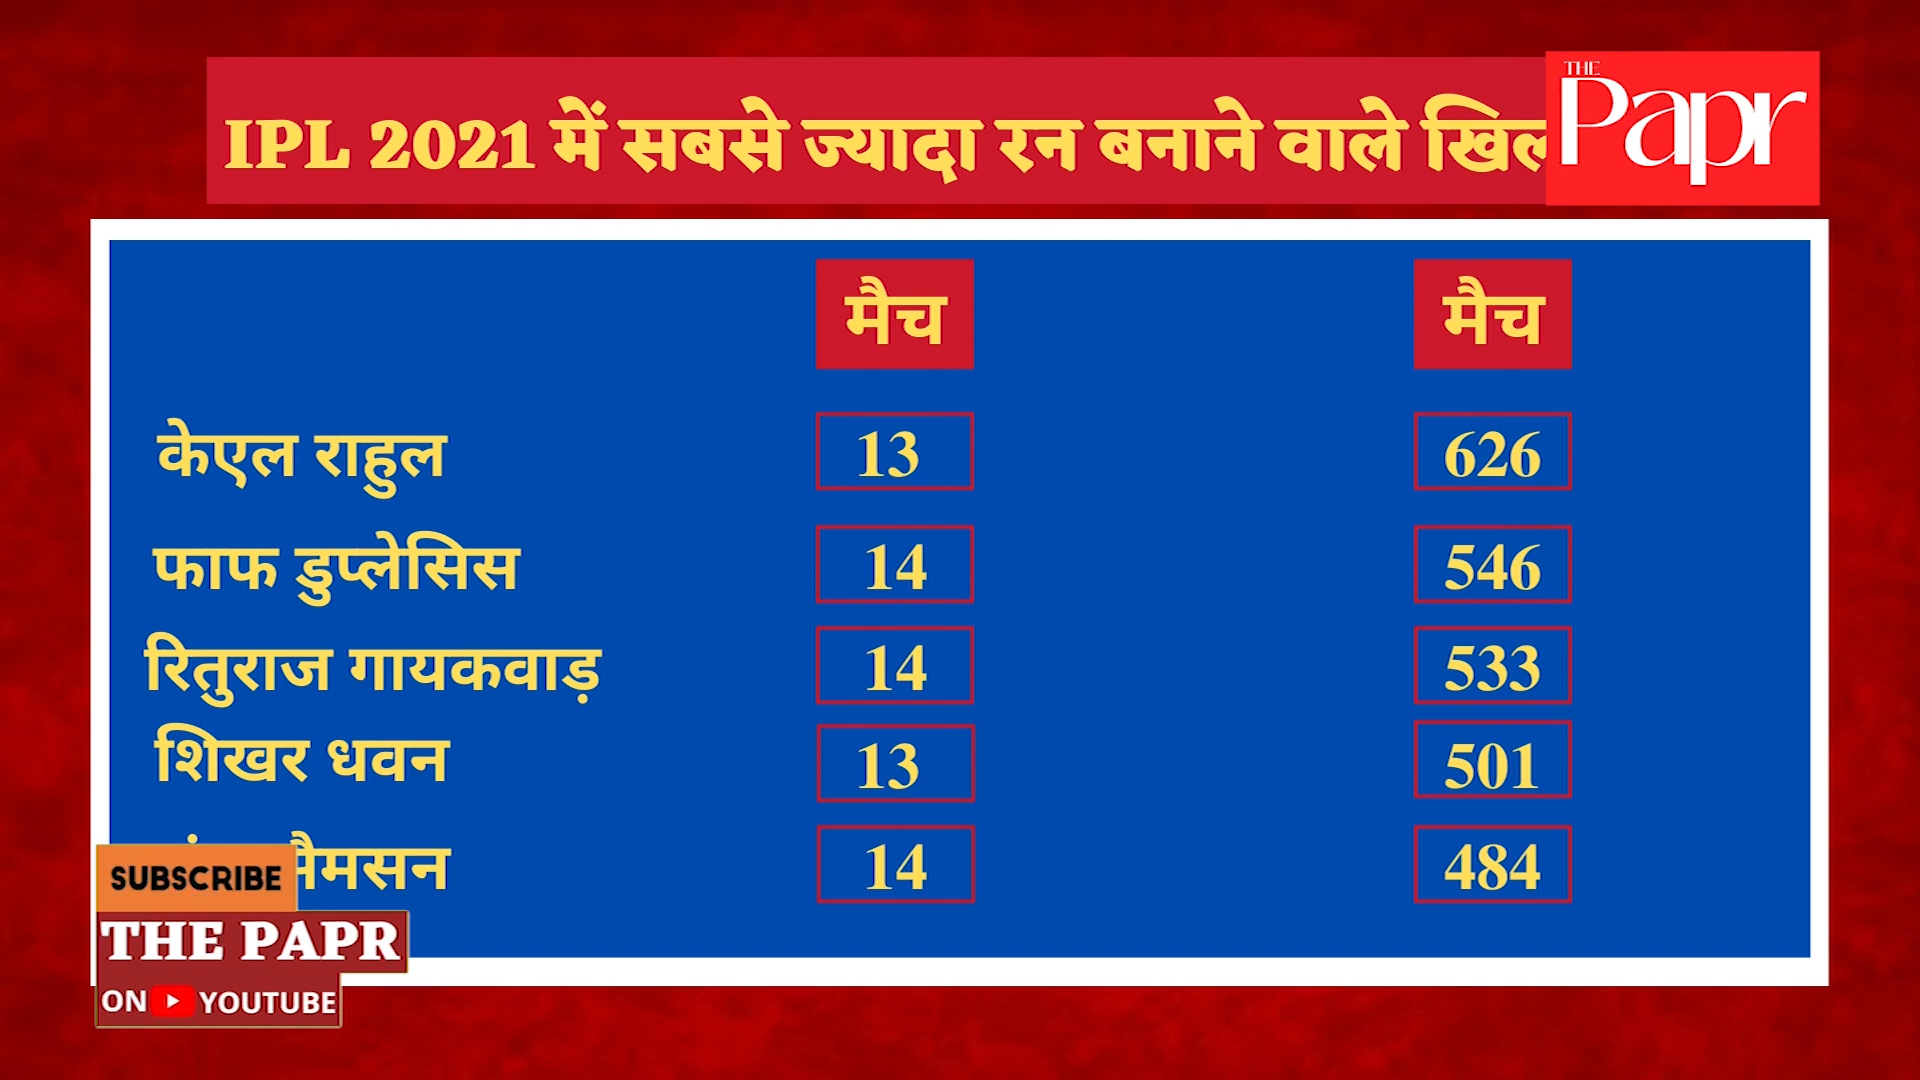 IPL 2021 में सबसे ज्यादा रन बनाने वाले
THE Papr
मैच मैच
केएल राहुल 13 626
फाफ डुप्लेसिस 14 546
रितुराज गायकवाड़ 14 533
शिखर धवन 13 501
सैमसन 14 484
SUBSCRIBE
THE PAPR
ON YOUTUBE